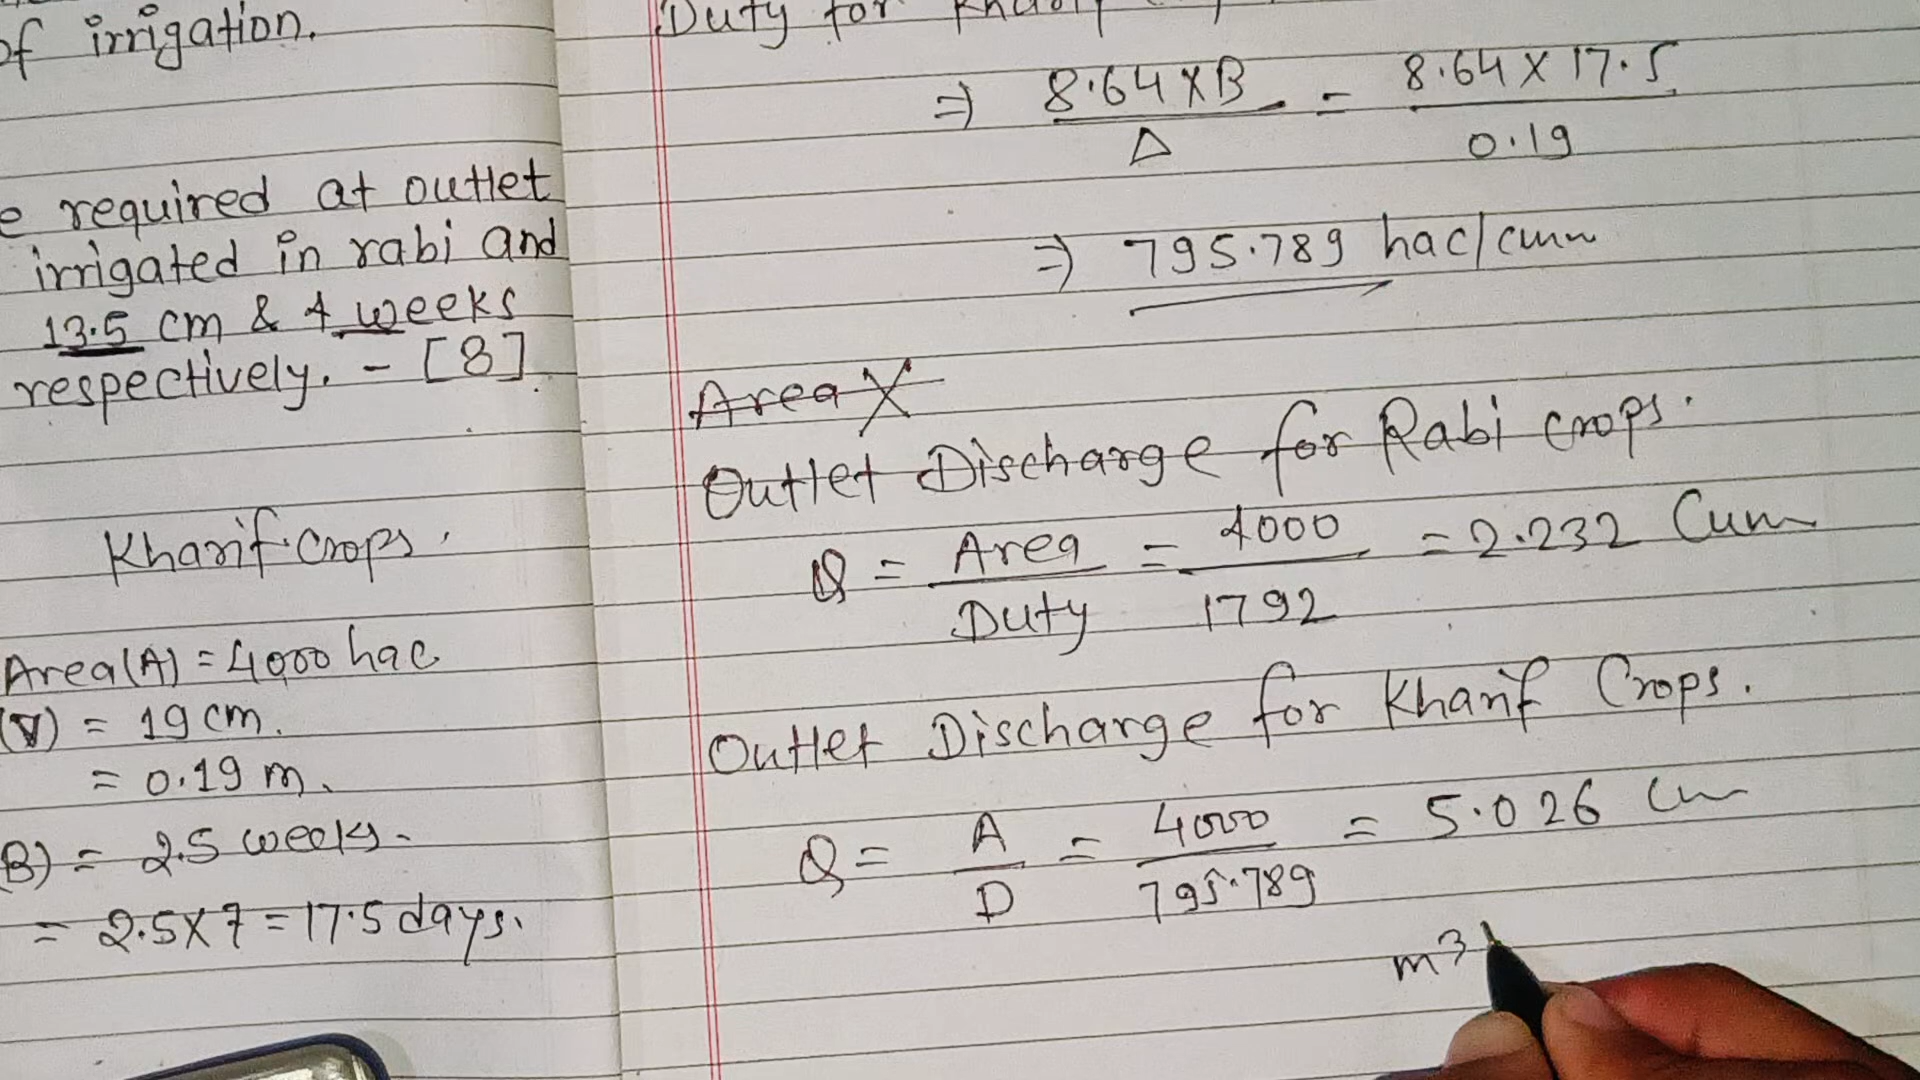 of irrigation.
required at outlet
irrigated in rabi and
13.5 cm & 4 weeks
respectively. - [8]
Kharif Crops.
Area(A) = 4000 hac
= 19 cm.
= 0.19 m.
(B) = 2.5 weeks.
= 2.5 X 7 = 17.5 days.
Duty for
=> 8.64 X B / Δ = 8.64 X 17.5 / 0.19
=> 795.789 hac/cum
Area X
Outlet Discharge for Rabi crops.
Q = Area / Duty = 4000 / 1792 = 2.232 Cum
Outlet Discharge for Kharif Crops.
Q = A / D = 4000 / 795.789 = 5.026
m³